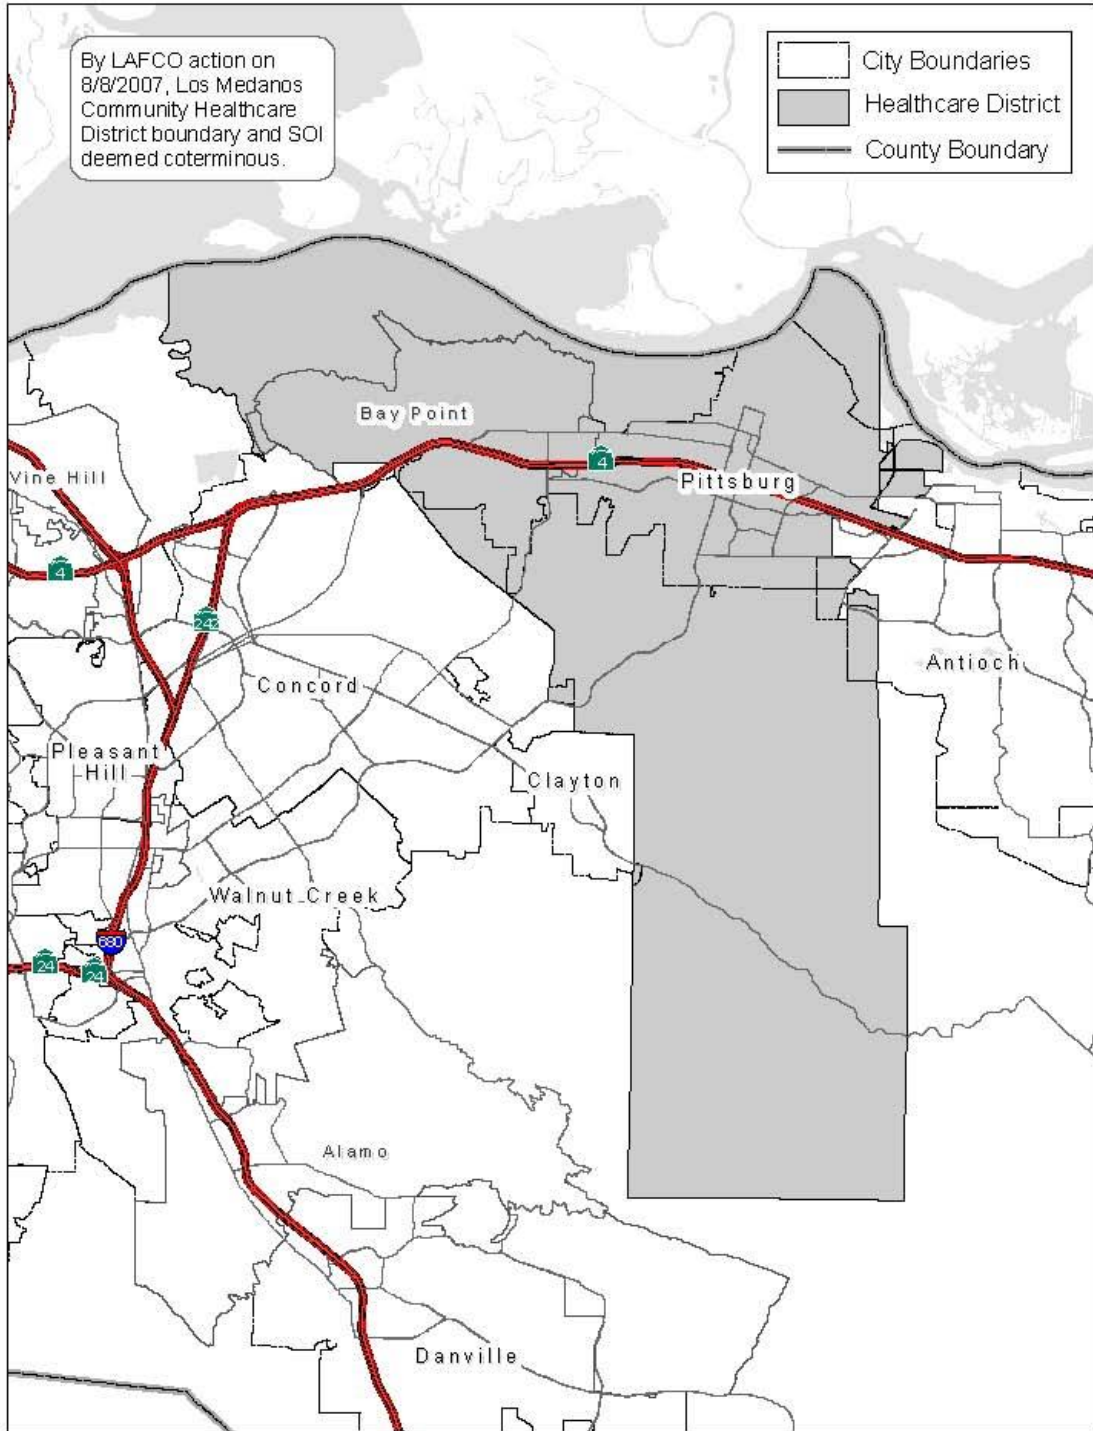 By LAFCO action on
8/8/2007, Los Medanos
Community Healthcare
District boundary and SOI
deemed coterminous.
City Boundaries
Healthcare District
County Boundary
Bay Point
4
Pittsburg
Vine Hill
4
242
Concord
Antioch
Pleasant
Hill
Clayton
Walnut Creek
680
24
24
Alamo
Danville